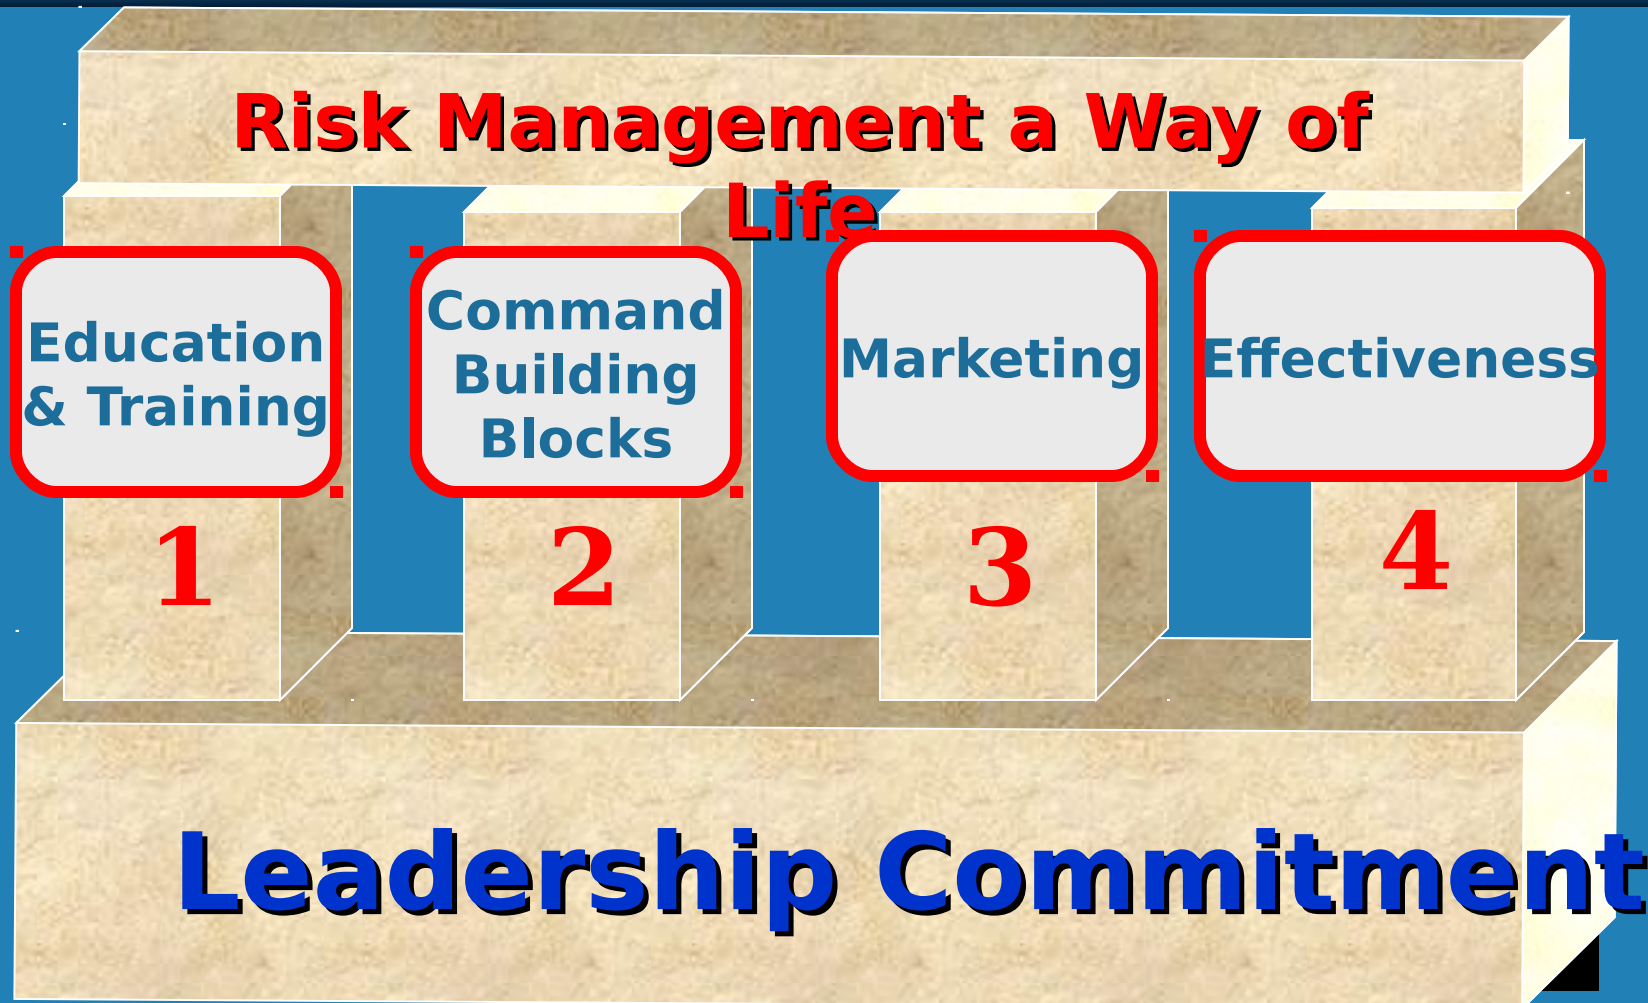 Risk Management a Way of
Life
Education
& Training
Command
Building
Blocks
Marketing
Effectiveness
1
2
3
4
Leadership Commitment